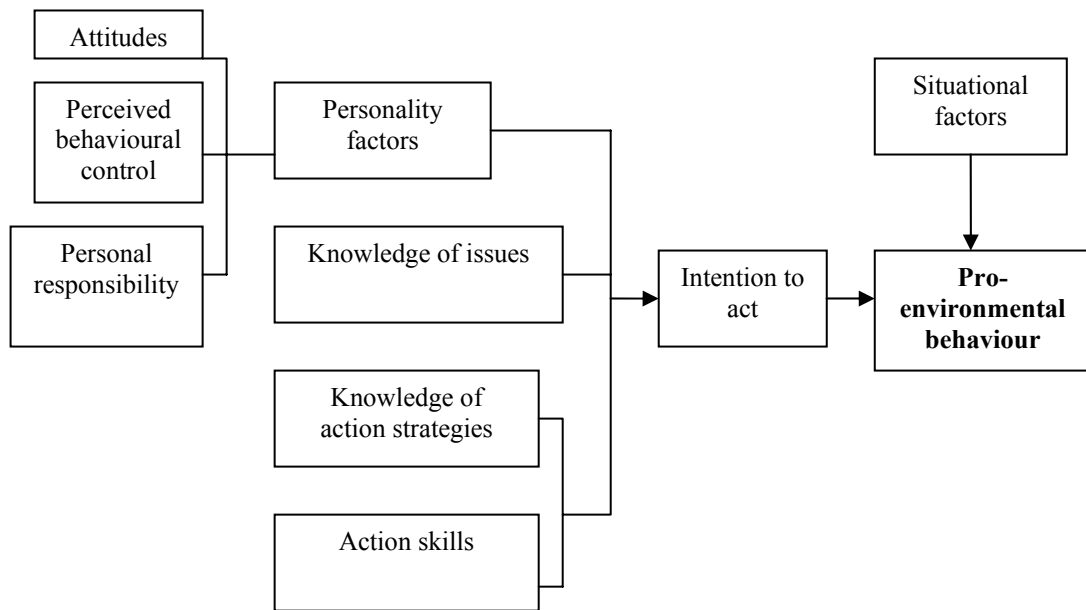 Attitudes
Perceived
behavioural
control
Personal
responsibility
Personality
factors
Knowledge of issues
Knowledge of
action strategies
Action skills
Intention to
act
Situational
factors
Pro-
environmental
behaviour